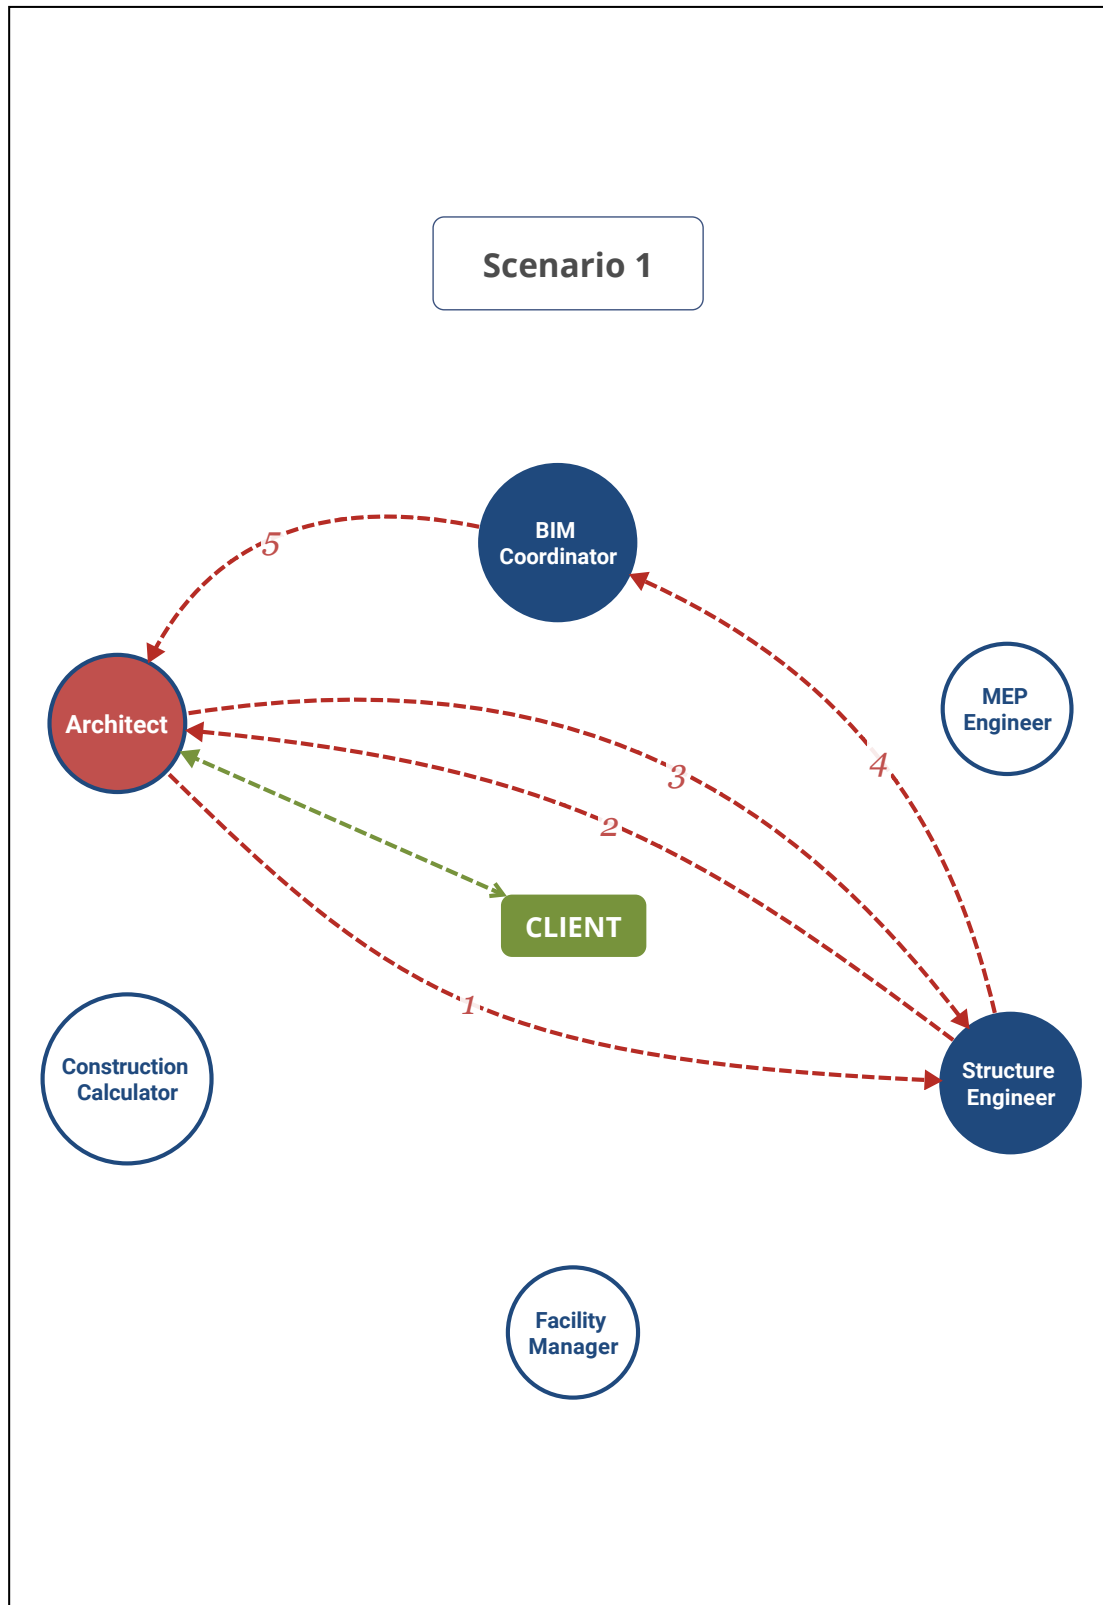 Scenario 1
BIM
Coordinator
5
Architect
MEP
Engineer
4
3
2
CLIENT
1
Construction
Calculator
Structure
Engineer
Facility
Manager